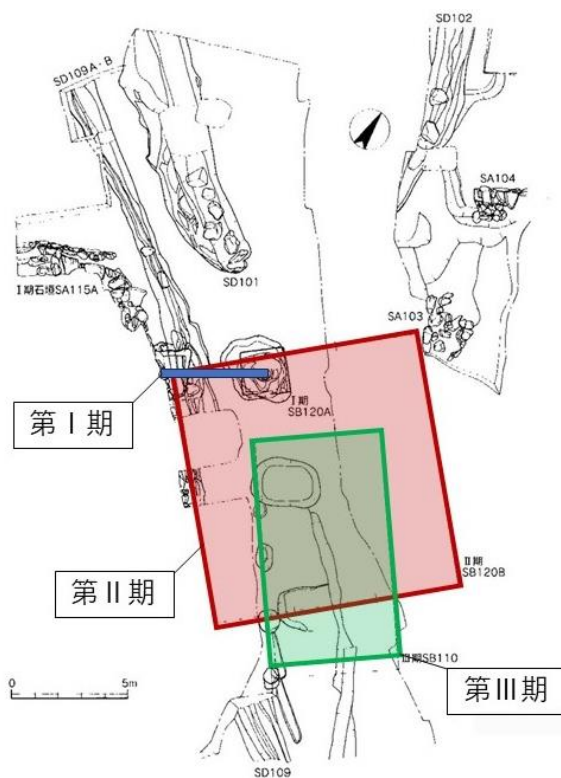 SD102
SD109A・B
SA104
SD101
Ⅰ期石垣SA115A
SA103
第Ⅰ期
Ⅰ期
SB120A
第Ⅱ期
Ⅱ期
SB120B
Ⅲ期SB110
第Ⅲ期
0 5m
SD109